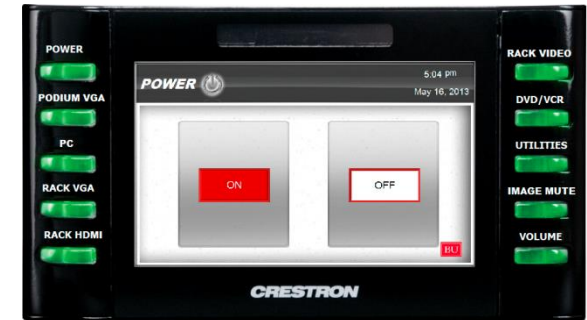 POWER
PODIUM VGA
PC
RACK VGA
RACK HDMI
POWER
5:04 pm
May 16, 2013
ON
OFF
BU
RACK VIDEO
DVD/VCR
UTILITIES
IMAGE MUTE
VOLUME
CRESTRON